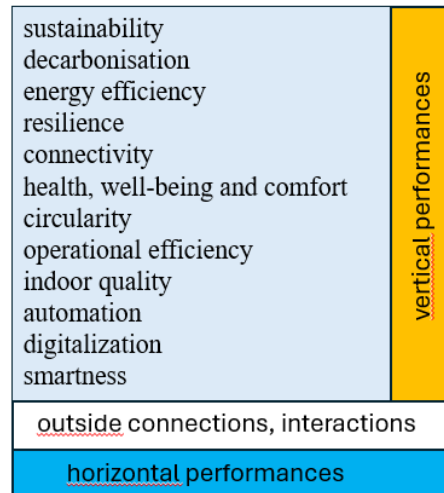 sustainability
decarbonisation
energy efficiency
resilience
connectivity
health, well-being and comfort
circularity
operational efficiency
indoor quality
automation
digitalization
smartness
vertical performances
outside connections, interactions
horizontal performances